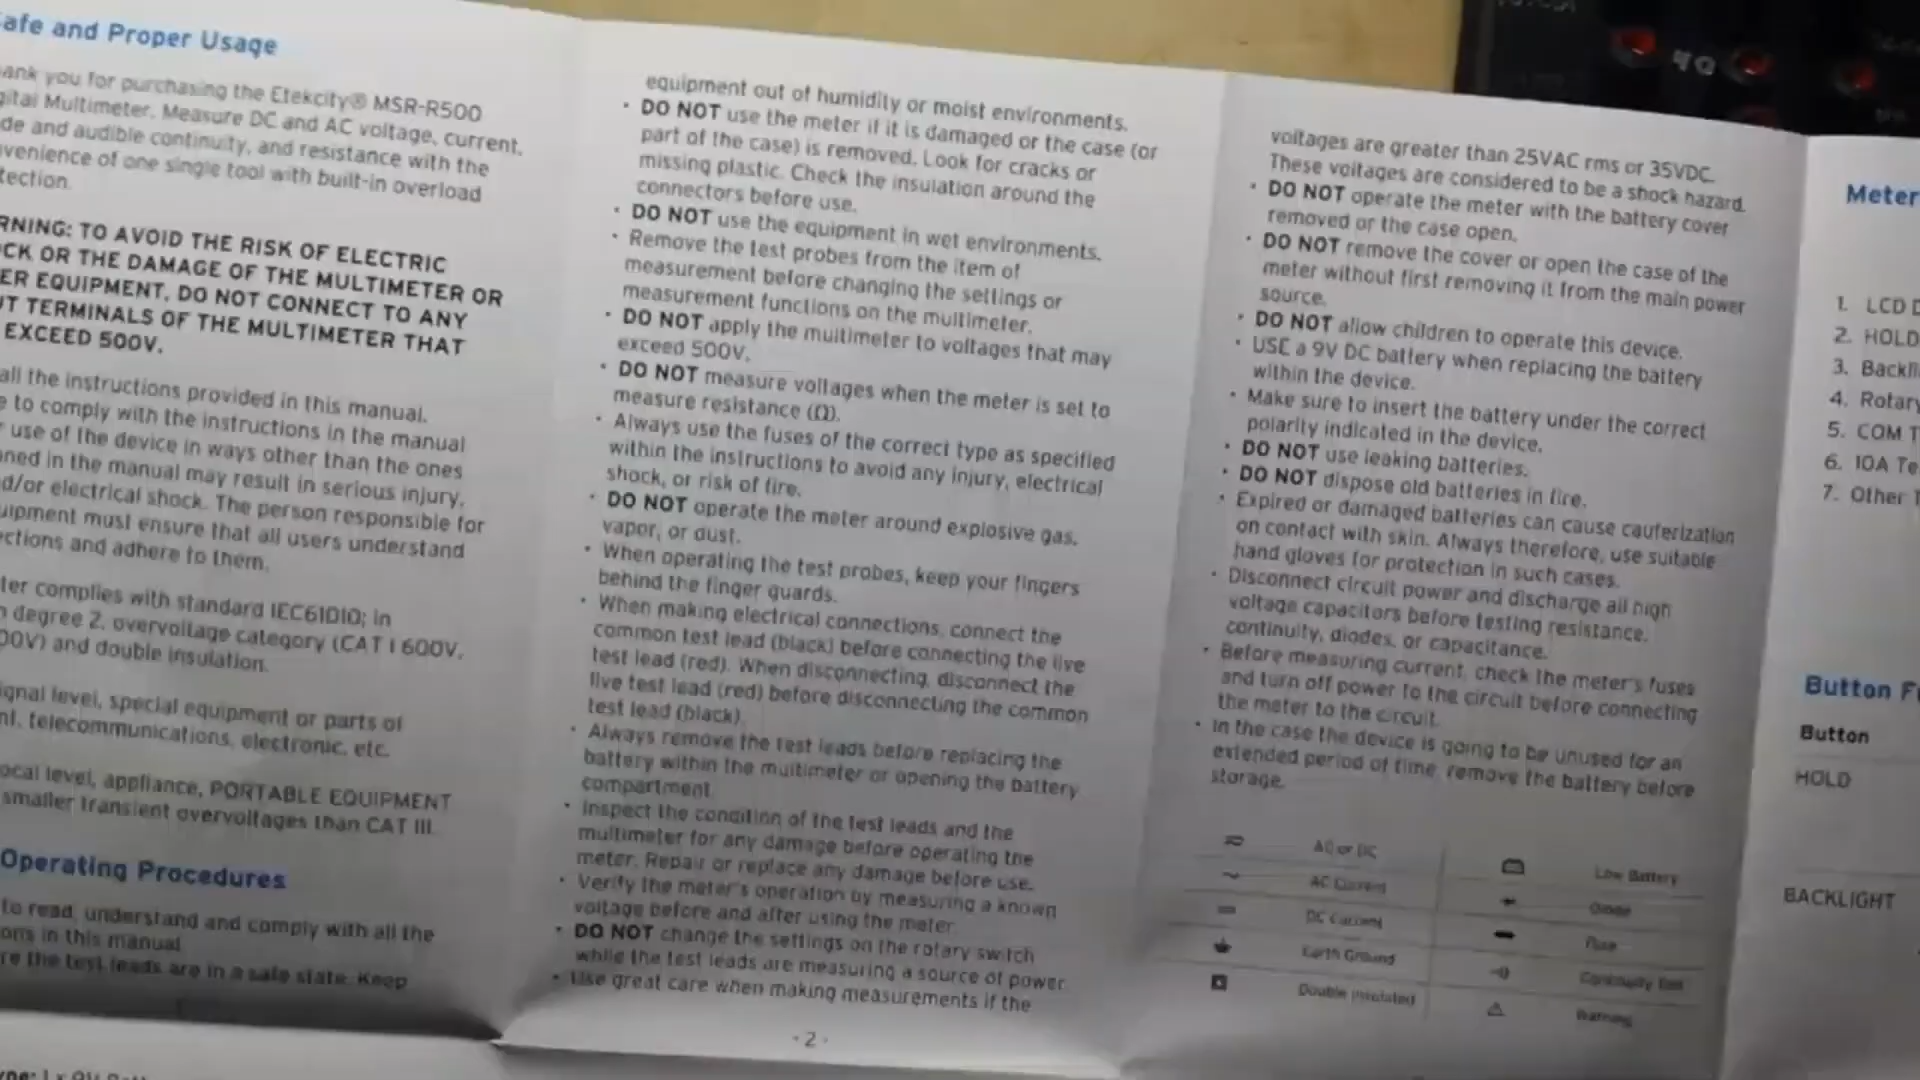 afe and Proper Usage
ank you for purchasing the Etekcity® MSR-R500
gital Multimeter. Measure DC and AC voltage, current,
de and audible continuity, and resistance with the
venience of one single tool with built-in overload
tection.
RNING: TO AVOID THE RISK OF ELECTRIC
CK OR THE DAMAGE OF THE MULTIMETER OR
ER EQUIPMENT, DO NOT CONNECT TO ANY
UT TERMINALS OF THE MULTIMETER THAT
EXCEED 500V.
all the instructions provided in this manual.
e to comply with the instructions in the manual
r use of the device in ways other than the ones
oned in the manual may result in serious injury,
d/or electrical shock. The person responsible for
uipment must ensure that all users understand
ections and adhere to them.
ter complies with standard IEC61010; in
n degree 2, overvoltage category (CAT I 600V,
00V) and double insulation.
ignal level, special equipment or parts of
nt, telecommunications, electronic, etc.
ocal level, appliance, PORTABLE EQUIPMENT
smaller transient overvoltages than CAT III.
Operating Procedures
to read, understand and comply with all the
ons in this manual.
re the test leads are in a safe state. Keep
equipment out of humidity or moist environments.
• DO NOT use the meter if it is damaged or the case (or
part of the case) is removed. Look for cracks or
missing plastic. Check the insulation around the
connectors before use.
• DO NOT use the equipment in wet environments.
• Remove the test probes from the item of
measurement before changing the settings or
measurement functions on the multimeter.
• DO NOT apply the multimeter to voltages that may
exceed 500V.
• DO NOT measure voltages when the meter is set to
measure resistance (Ω).
• Always use the fuses of the correct type as specified
within the instructions to avoid any injury, electrical
shock, or risk of fire.
• DO NOT operate the meter around explosive gas,
vapor, or dust.
• When operating the test probes, keep your fingers
behind the finger guards.
• When making electrical connections, connect the
common test lead (black) before connecting the live
test lead (red). When disconnecting, disconnect the
live test lead (red) before disconnecting the common
test lead (black).
• Always remove the test leads before replacing the
battery within the multimeter or opening the battery
compartment.
• Inspect the condition of the test leads and the
multimeter for any damage before operating the
meter. Repair or replace any damage before use.
• Verify the meter's operation by measuring a known
voltage before and after using the meter.
• DO NOT change the settings on the rotary switch
while the test leads are measuring a source of power.
• Use great care when making measurements if the
- 2 -
voltages are greater than 25VAC rms or 35VDC.
These voltages are considered to be a shock hazard.
• DO NOT operate the meter with the battery cover
removed or the case open.
• DO NOT remove the cover or open the case of the
meter without first removing it from the main power
source.
• DO NOT allow children to operate this device.
• USE a 9V DC battery when replacing the battery
within the device.
• Make sure to insert the battery under the correct
polarity indicated in the device.
• DO NOT use leaking batteries.
• DO NOT dispose old batteries in fire.
• Expired or damaged batteries can cause cauterization
on contact with skin. Always therefore, use suitable
hand gloves for protection in such cases.
• Disconnect circuit power and discharge all high
voltage capacitors before testing resistance,
continuity, diodes, or capacitance.
• Before measuring current, check the meter's fuses
and turn off power to the circuit before connecting
the meter to the circuit.
• In the case the device is going to be unused for an
extended period of time, remove the battery before
storage.
AC or DC
Low Battery
AC Current
Diode
DC Current
Fuse
Earth Ground
Continuity Test
Double Insulated
Warning
Meter
1. LCD D
2. HOLD
3. Backli
4. Rotary
5. COM T
6. 10A Te
7. Other T
Button Fu
Button
HOLD
BACKLIGHT